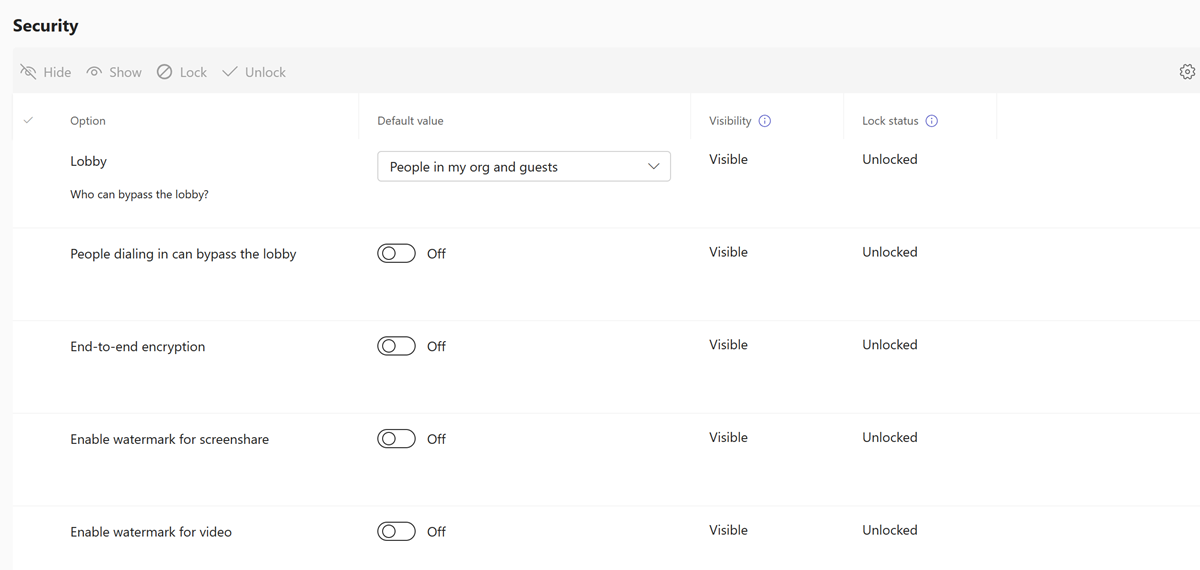 Security
Hide Show Lock Unlock
Option Default value Visibility Lock status
Lobby People in my org and guests Visible Unlocked
Who can bypass the lobby?
People dialing in can bypass the lobby Off Visible Unlocked
End-to-end encryption Off Visible Unlocked
Enable watermark for screenshare Off Visible Unlocked
Enable watermark for video Off Visible Unlocked